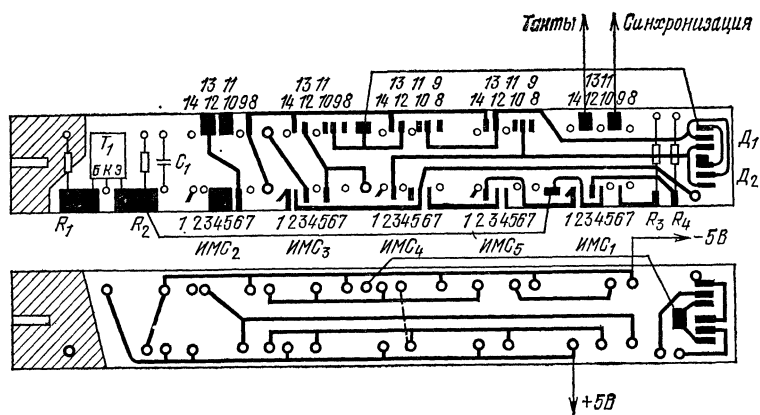 Такты Синхронизация
13 11 13 11 13 11 9 13 11 9 13 11
14 12 10 9 8 14 12 10 9 8 14 12 10 8 14 12 10 8 14 12 10 9 8
T1 C1 Д1
Б К Э
Д2
R1 R2 1 2 3 4 5 6 7 1 2 3 4 5 6 7 1 2 3 4 5 6 7 1 2 3 4 5 6 7 1 2 3 4 5 6 7 R3 R4
ИМС2 ИМС3 ИМС4 ИМС5 ИМС1
-5В
+5В